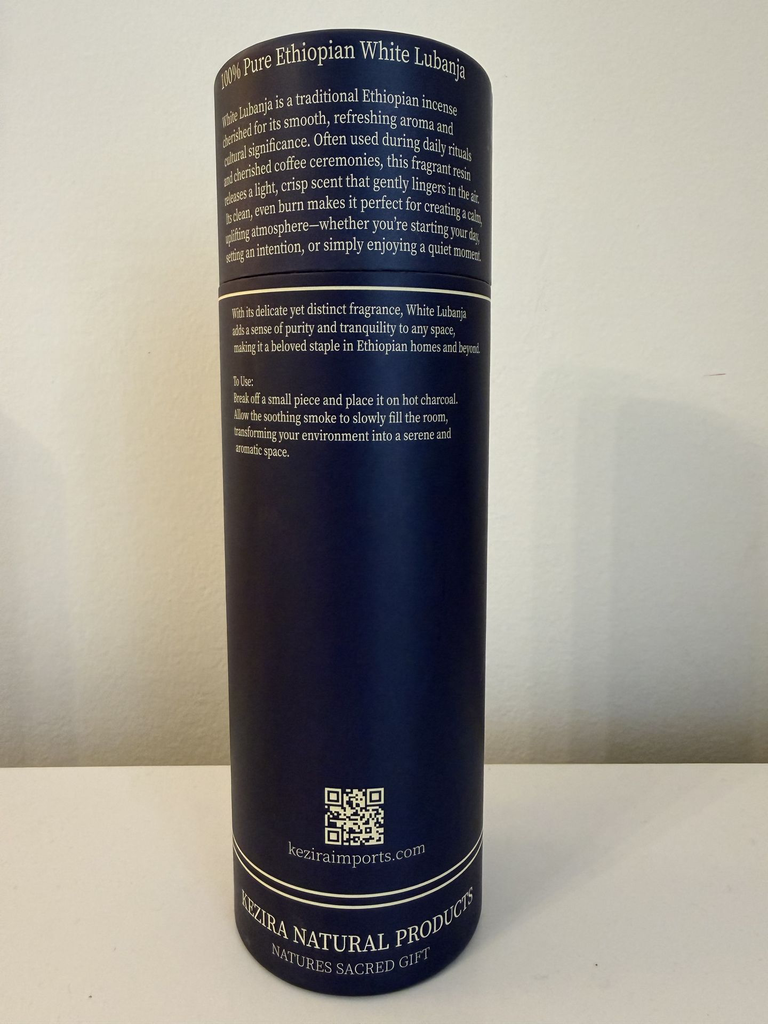 100% Pure Ethiopian White Lubanja
White Lubanja is a traditional Ethiopian incense
cherished for its smooth, refreshing aroma and
cultural significance. Often used during daily rituals
and cherished coffee ceremonies, this fragrant resin
releases a light, crisp scent that gently lingers in the air.
Its clean, even burn makes it perfect for creating a calm,
uplifting atmosphere—whether you're starting your day,
setting an intention, or simply enjoying a quiet moment.
With its delicate yet distinct fragrance, White Lubanja
adds a sense of purity and tranquility to any space,
making it a beloved staple in Ethiopian homes and beyond.
To Use:
Break off a small piece and place it on hot charcoal.
Allow the soothing smoke to slowly fill the room,
transforming your environment into a serene and
aromatic space.
keziraimports.com
KEZIRA NATURAL PRODUCTS
NATURES SACRED GIFT